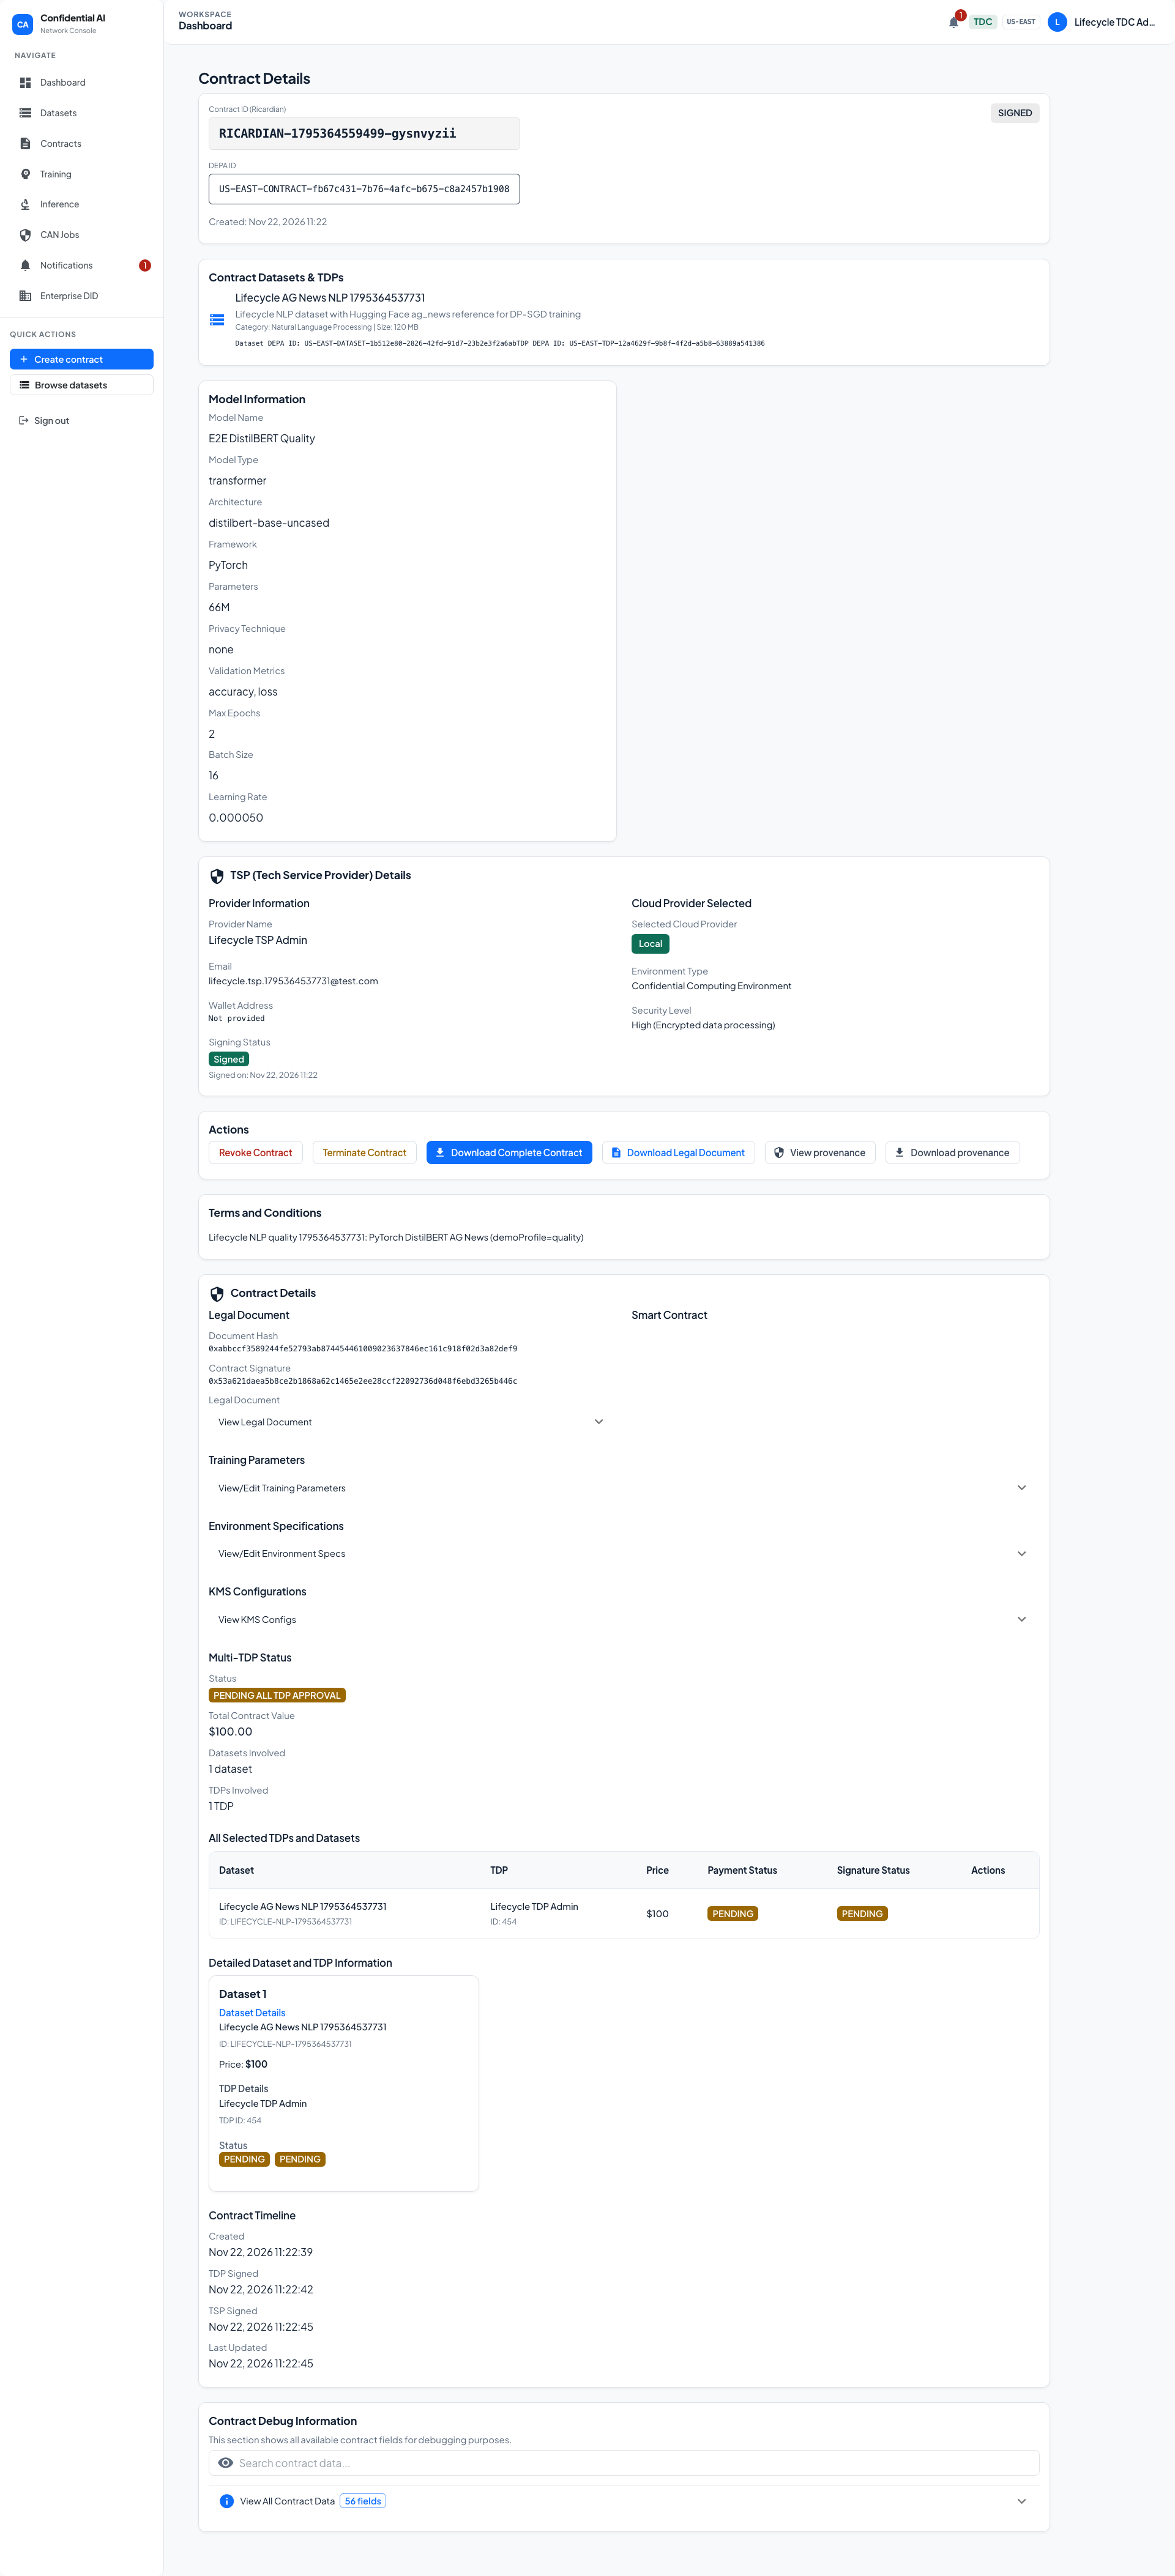 CA
Confidential AI
Network Console
NAVIGATE
Dashboard
Datasets
Contracts
Training
Inference
CAN Jobs
Notifications
1
Enterprise DID
QUICK ACTIONS
Create contract
Browse datasets
Sign out
WORKSPACE
Dashboard
1
TDC
US-EAST
L
Lifecycle TDC Ad...
Contract Details
Contract ID (Ricardian)
RICARDIAN-1795364559499-gysnvyzii
SIGNED
DEPA ID
US-EAST-CONTRACT-fb67c431-7b76-4afc-b675-c8a2457b1908
Created: Nov 22, 2026 11:22
Contract Datasets & TDPs
Lifecycle AG News NLP 1795364537731
Lifecycle NLP dataset with Hugging Face ag_news reference for DP-SGD training
Category: Natural Language Processing | Size: 120 MB
Dataset DEPA ID: US-EAST-DATASET-1b512e80-2826-42fd-91d7-23b2e3f2a6abTDP DEPA ID: US-EAST-TDP-12a4629f-9b8f-4f2d-a5b8-63889a541386
Model Information
Model Name
E2E DistilBERT Quality
Model Type
transformer
Architecture
distilbert-base-uncased
Framework
PyTorch
Parameters
66M
Privacy Technique
none
Validation Metrics
accuracy, loss
Max Epochs
2
Batch Size
16
Learning Rate
0.000050
TSP (Tech Service Provider) Details
Provider Information
Provider Name
Lifecycle TSP Admin
Email
lifecycle.tsp.1795364537731@test.com
Wallet Address
Not provided
Signing Status
Signed
Signed on: Nov 22, 2026 11:22
Cloud Provider Selected
Selected Cloud Provider
Local
Environment Type
Confidential Computing Environment
Security Level
High (Encrypted data processing)
Actions
Revoke Contract
Terminate Contract
Download Complete Contract
Download Legal Document
View provenance
Download provenance
Terms and Conditions
Lifecycle NLP quality 1795364537731: PyTorch DistilBERT AG News (demoProfile=quality)
Contract Details
Legal Document
Document Hash
0xabbccf3589244fe52793ab874454461009023637846ec161c918f02d3a82def9
Contract Signature
0x53a621daea5b8ce2b1868a62c1465e2ee28ccf22092736d048f6ebd3265b446c
Legal Document
View Legal Document
Smart Contract
Training Parameters
View/Edit Training Parameters
Environment Specifications
View/Edit Environment Specs
KMS Configurations
View KMS Configs
Multi-TDP Status
Status
PENDING ALL TDP APPROVAL
Total Contract Value
$100.00
Datasets Involved
1 dataset
TDPs Involved
1 TDP
All Selected TDPs and Datasets
Dataset TDP Price Payment Status Signature Status Actions
Lifecycle AG News NLP 1795364537731 Lifecycle TDP Admin $100 PENDING PENDING
ID: LIFECYCLE-NLP-1795364537731 ID: 454
Detailed Dataset and TDP Information
Dataset 1
Dataset Details
Lifecycle AG News NLP 1795364537731
ID: LIFECYCLE-NLP-1795364537731
Price: $100
TDP Details
Lifecycle TDP Admin
TDP ID: 454
Status
PENDING PENDING
Contract Timeline
Created
Nov 22, 2026 11:22:39
TDP Signed
Nov 22, 2026 11:22:42
TSP Signed
Nov 22, 2026 11:22:45
Last Updated
Nov 22, 2026 11:22:45
Contract Debug Information
This section shows all available contract fields for debugging purposes.
Search contract data...
View All Contract Data 56 fields